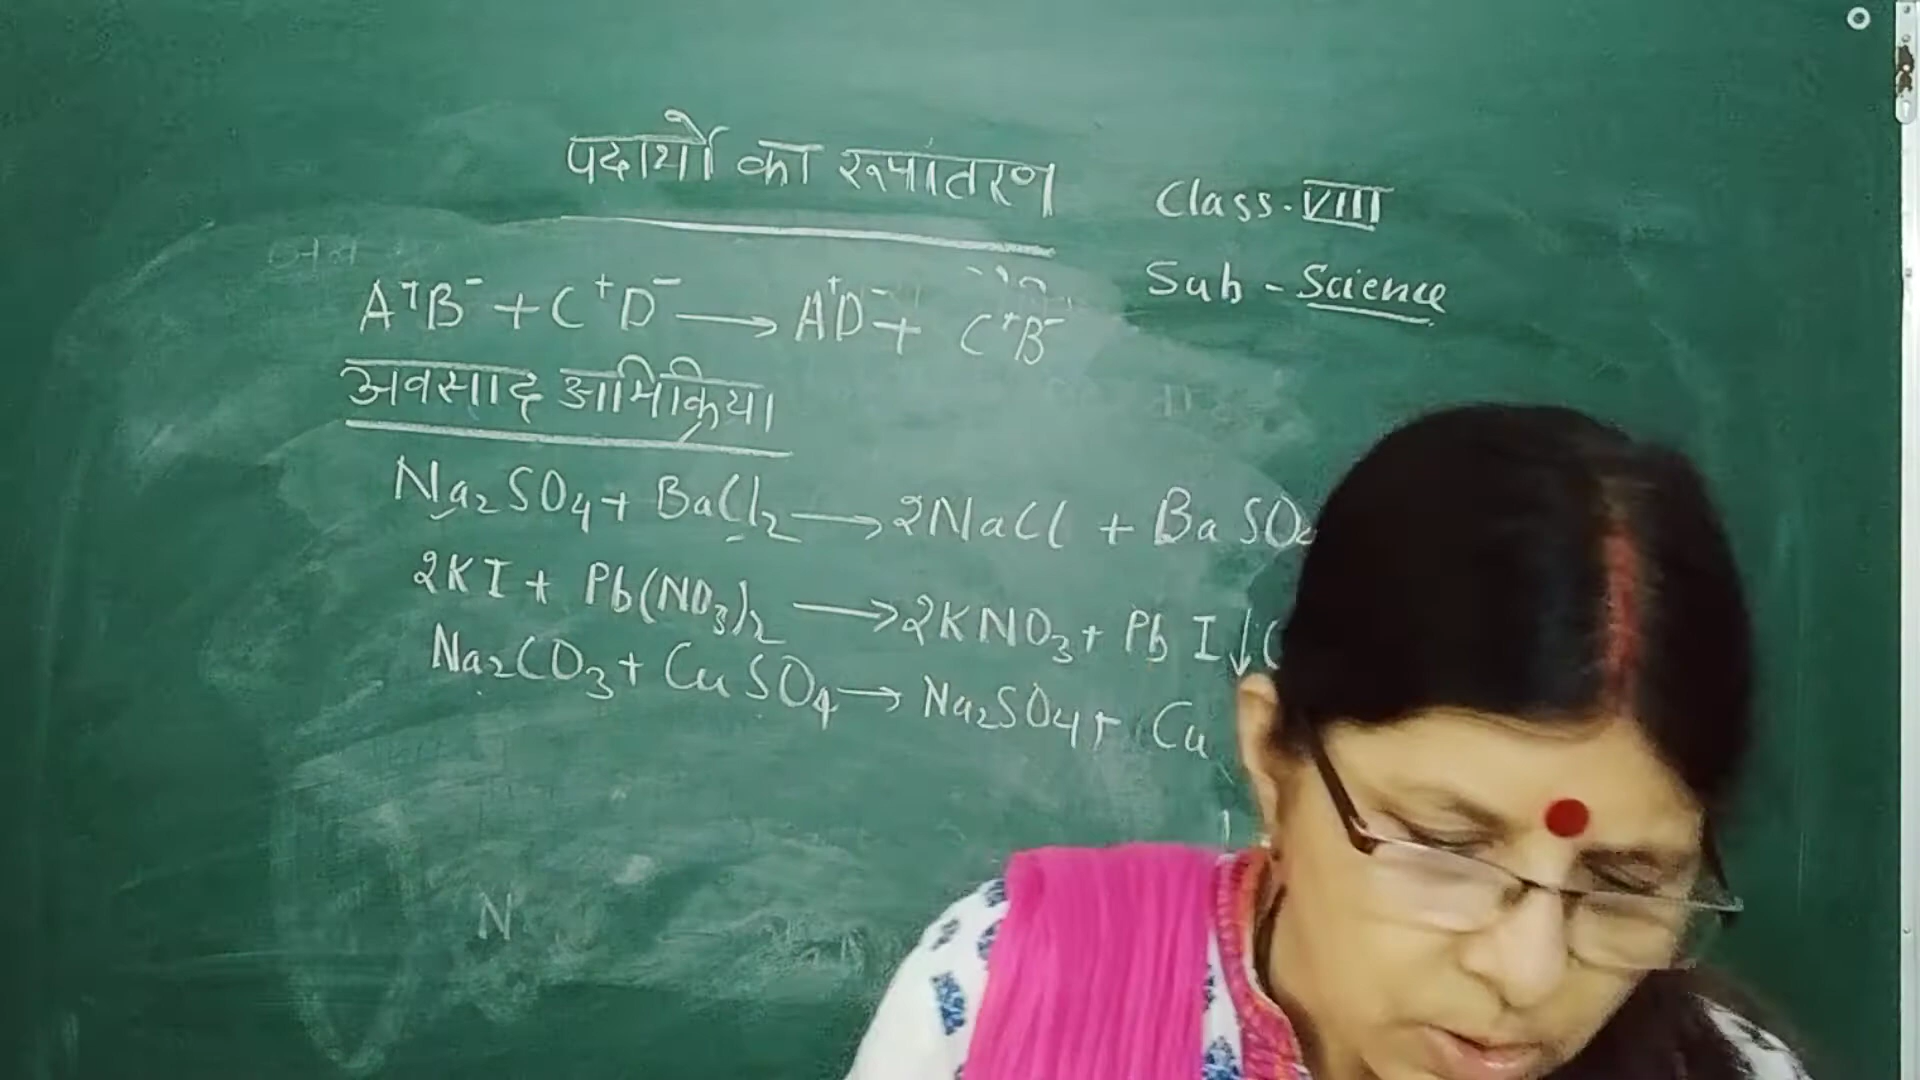 पदार्थो का रूपांतरण
Class.VIII
Sub - Science
A⁺B⁻ + C⁺D⁻ ⟶ A⁺D⁻ + C⁺B⁻
अवसाद अभिक्रिया
Na₂SO₄ + BaCl₂ ⟶ 2NaCl + BaSO₄
2KI + Pb(NO₃)₂ ⟶ 2KNO₃ + PbI↓(
Na₂CO₃ + CuSO₄ → Na₂SO₄ + Cu
N